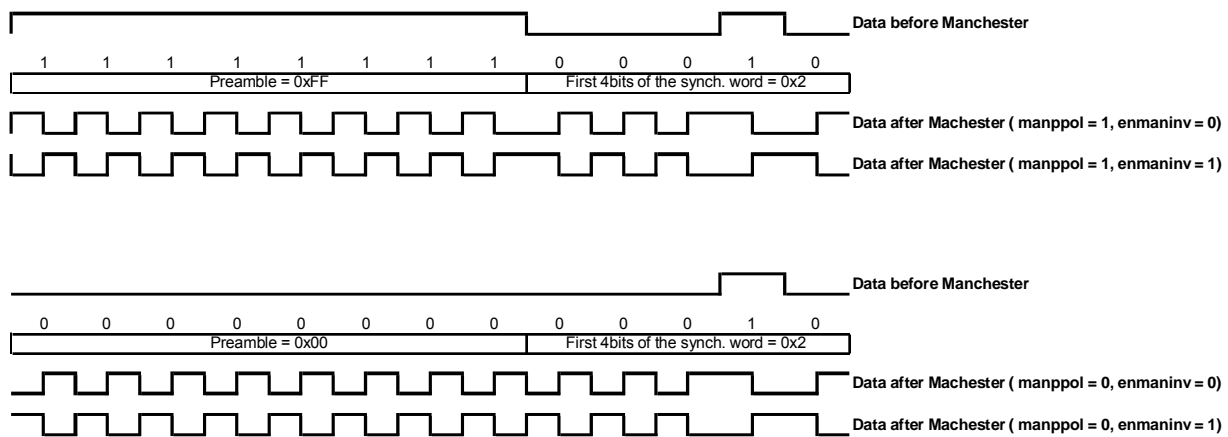 Data before Manchester
1 1 1 1 1 1 1 1 0 0 0 1 0
Preamble = 0xFF First 4bits of the synch. word = 0x2
Data after Machester ( manppol = 1, enmaninv = 0)
Data after Machester ( manppol = 1, enmaninv = 1)
Data before Manchester
0 0 0 0 0 0 0 0 0 0 0 1 0
Preamble = 0x00 First 4bits of the synch. word = 0x2
Data after Machester ( manppol = 0, enmaninv = 0)
Data after Machester ( manppol = 0, enmaninv = 1)